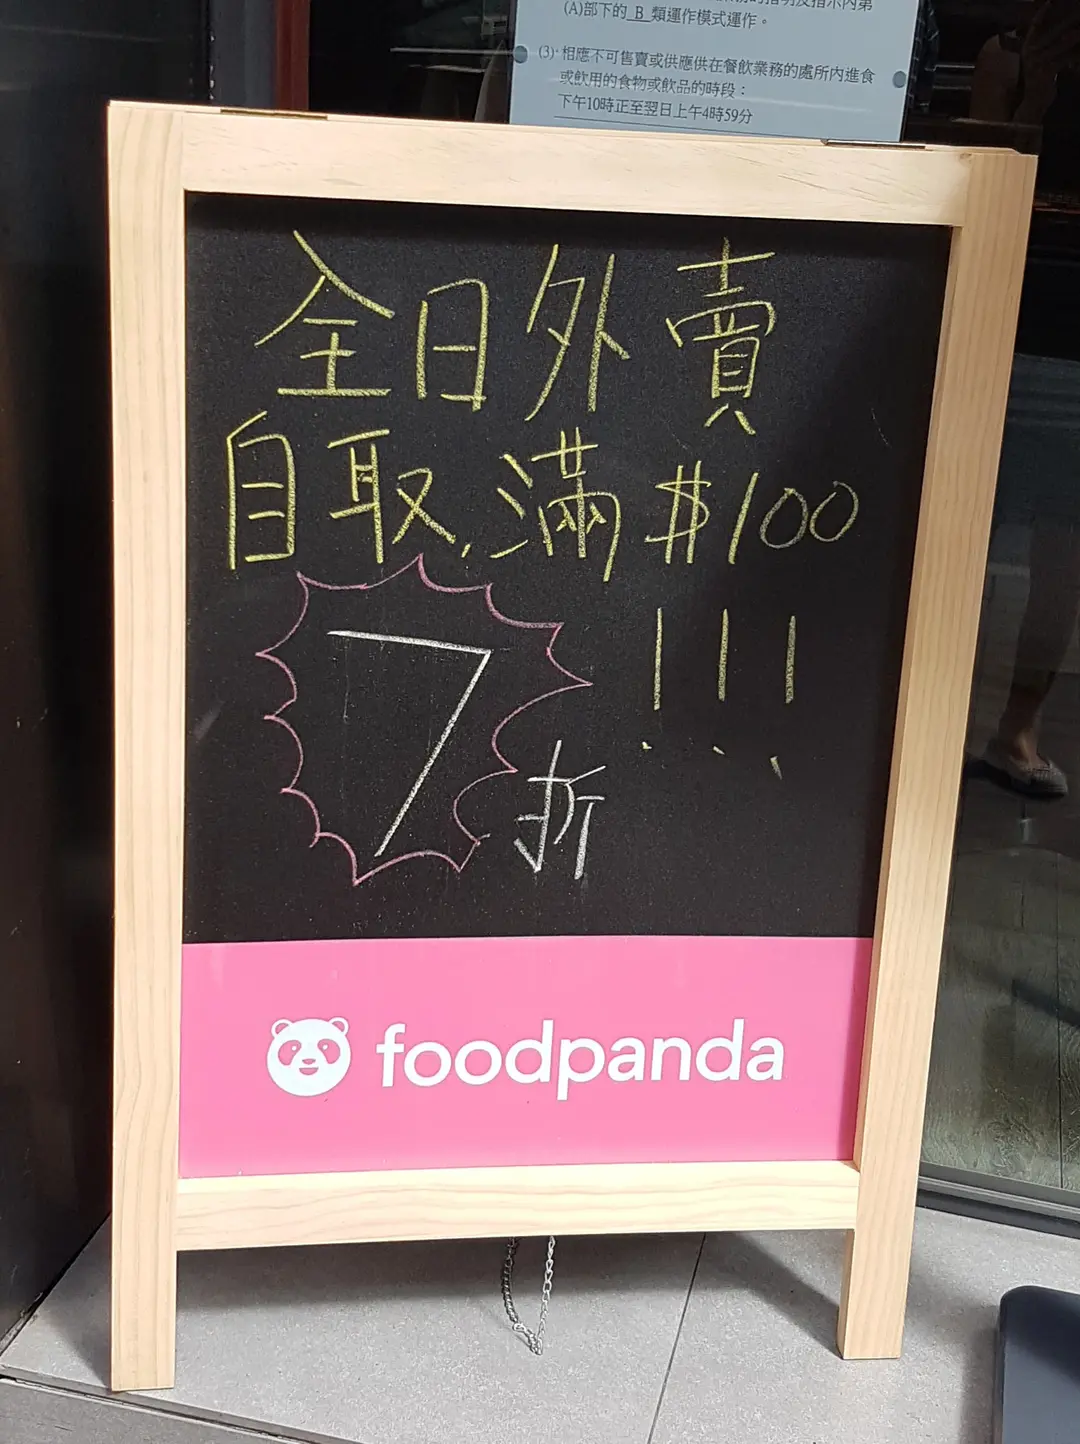 (A)部下的 B 類運作模式運作。
(3) 相應不可售賣或供應供在餐飲業務的處所內進食
或飲用的食物或飲品的時段：
下午10時正至翌日上午4時59分
全日外賣
自取,滿$100
7折!!!
foodpanda